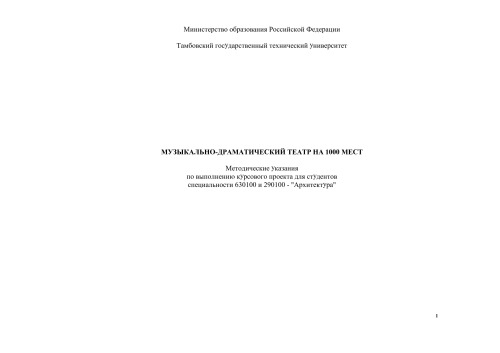 Министерство образования Российской Федерации
Тамбовский государственный технический университет
МУЗЫКАЛЬНО-ДРАМАТИЧЕСКИЙ ТЕАТР НА 1000 МЕСТ
Методические указания
по выполнению курсового проекта для студентов
специальности 630100 и 290100 - "Архитектура"
1